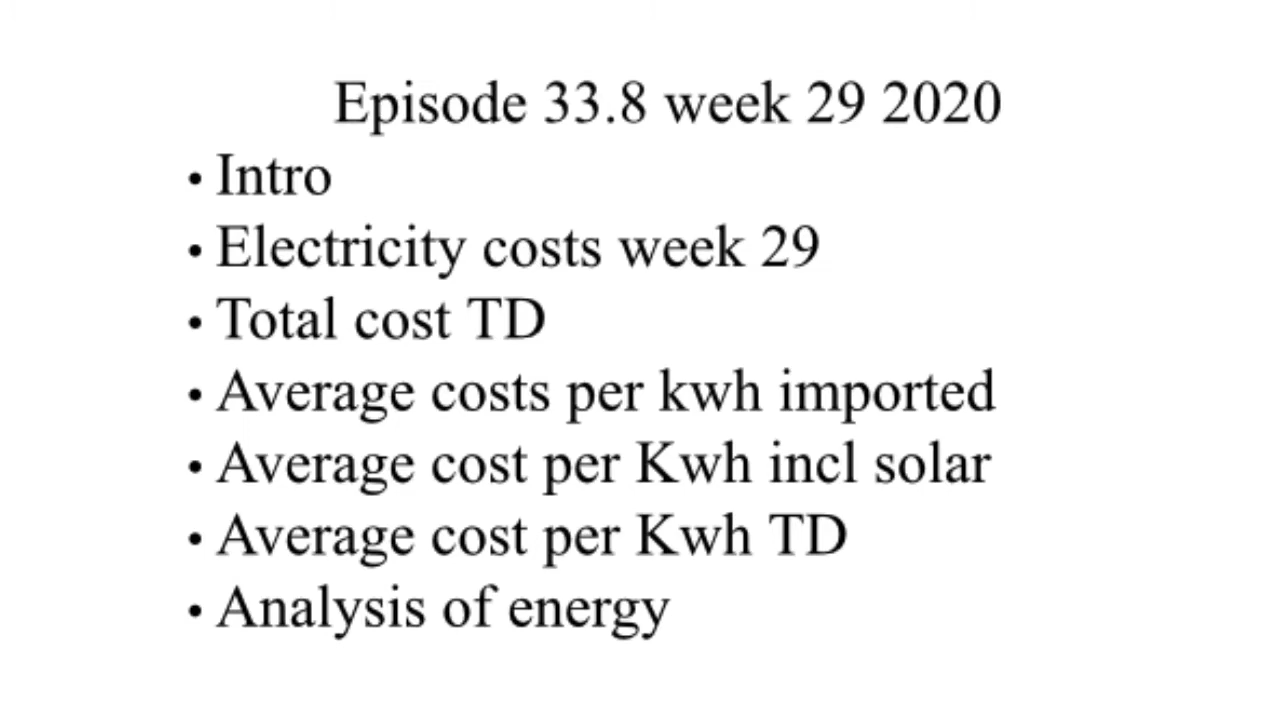 Episode 33.8 week 29 2020
• Intro
• Electricity costs week 29
• Total cost TD
• Average costs per kwh imported
• Average cost per Kwh incl solar
• Average cost per Kwh TD
• Analysis of energy